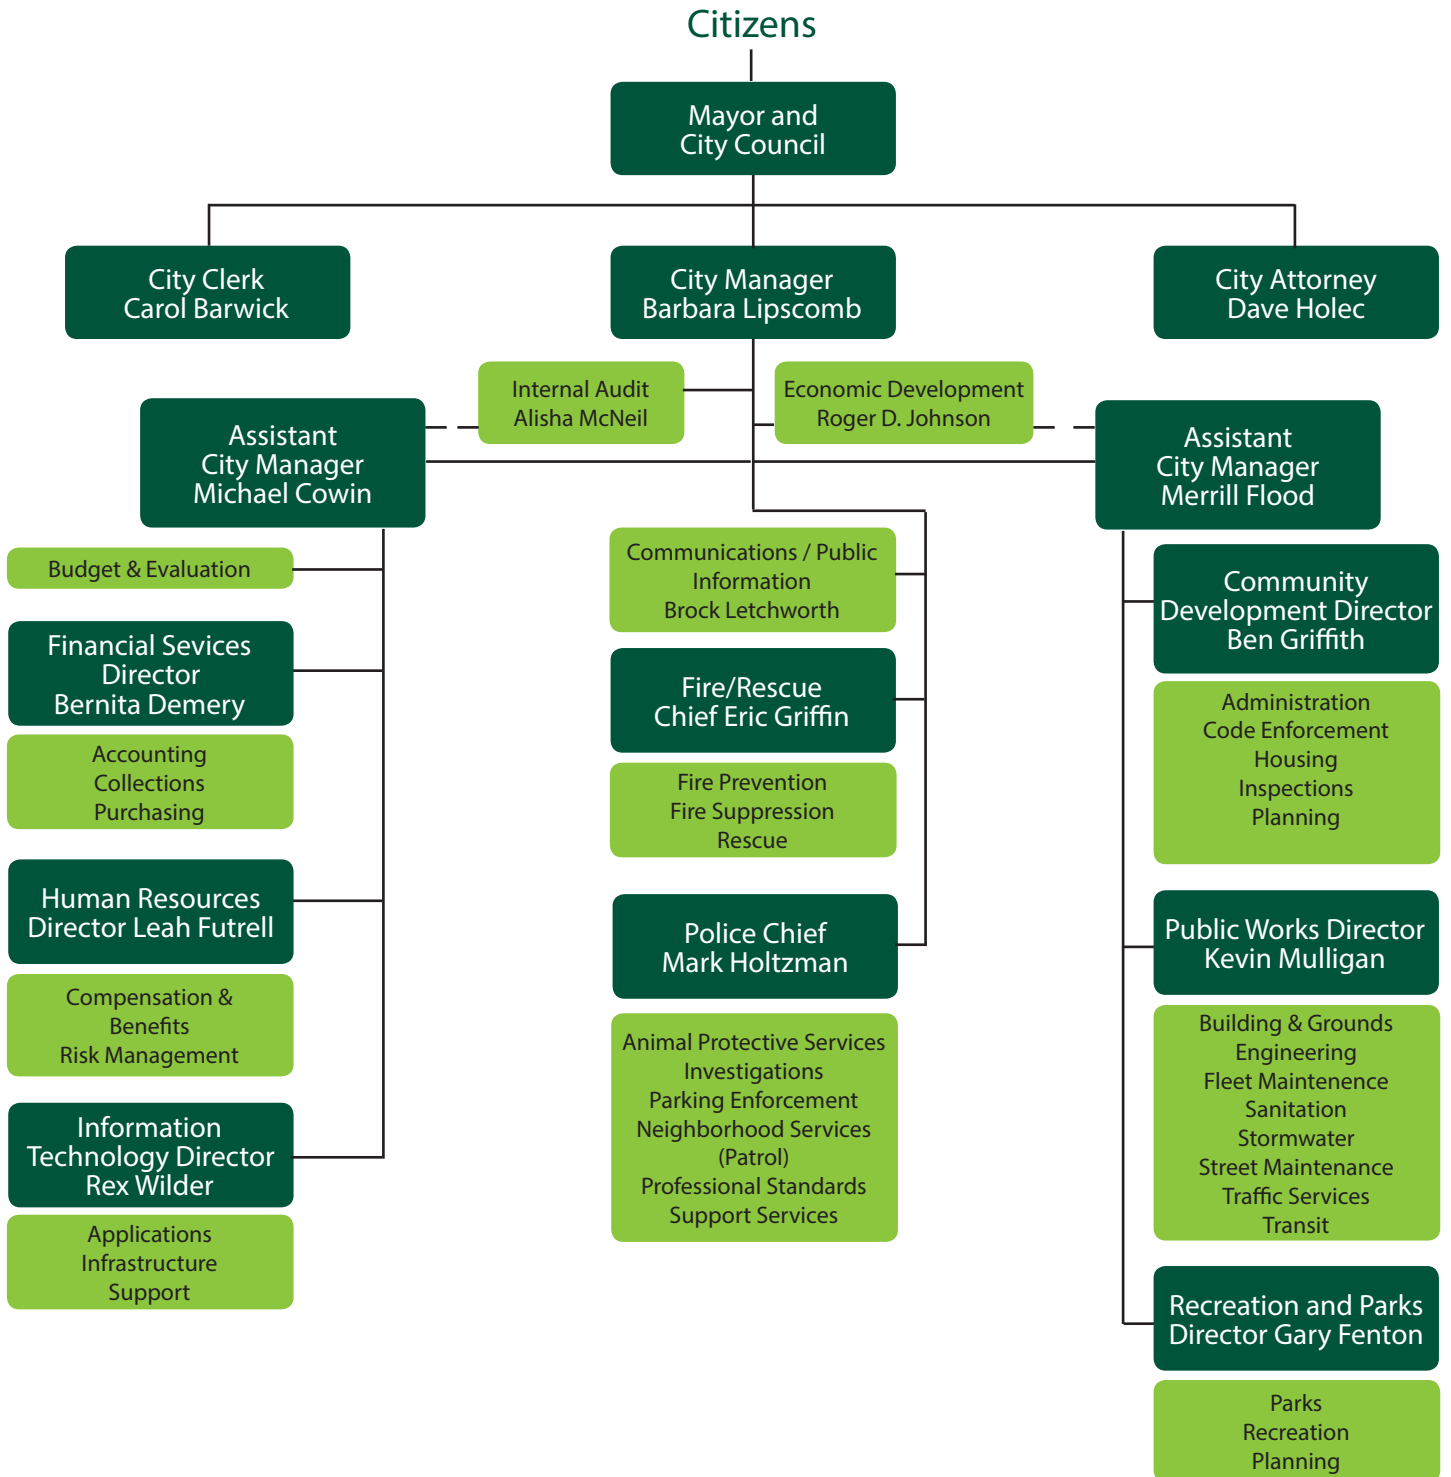 Citizens
Mayor and
City Council
City Clerk
Carol Barwick
City Manager
Barbara Lipscomb
City Attorney
Dave Holec
Internal Audit
Alisha McNeil
Economic Development
Roger D. Johnson
Assistant
City Manager
Michael Cowin
Assistant
City Manager
Merrill Flood
Budget & Evaluation
Financial Sevices
Director
Bernita Demery
Accounting
Collections
Purchasing
Human Resources
Director Leah Futrell
Compensation &
Benefits
Risk Management
Information
Technology Director
Rex Wilder
Applications
Infrastructure
Support
Communications / Public
Information
Brock Letchworth
Fire/Rescue
Chief Eric Griffin
Fire Prevention
Fire Suppression
Rescue
Police Chief
Mark Holtzman
Animal Protective Services
Investigations
Parking Enforcement
Neighborhood Services
(Patrol)
Professional Standards
Support Services
Community
Development Director
Ben Griffith
Administration
Code Enforcement
Housing
Inspections
Planning
Public Works Director
Kevin Mulligan
Building & Grounds
Engineering
Fleet Maintenence
Sanitation
Stormwater
Street Maintenance
Traffic Services
Transit
Recreation and Parks
Director Gary Fenton
Parks
Recreation
Planning